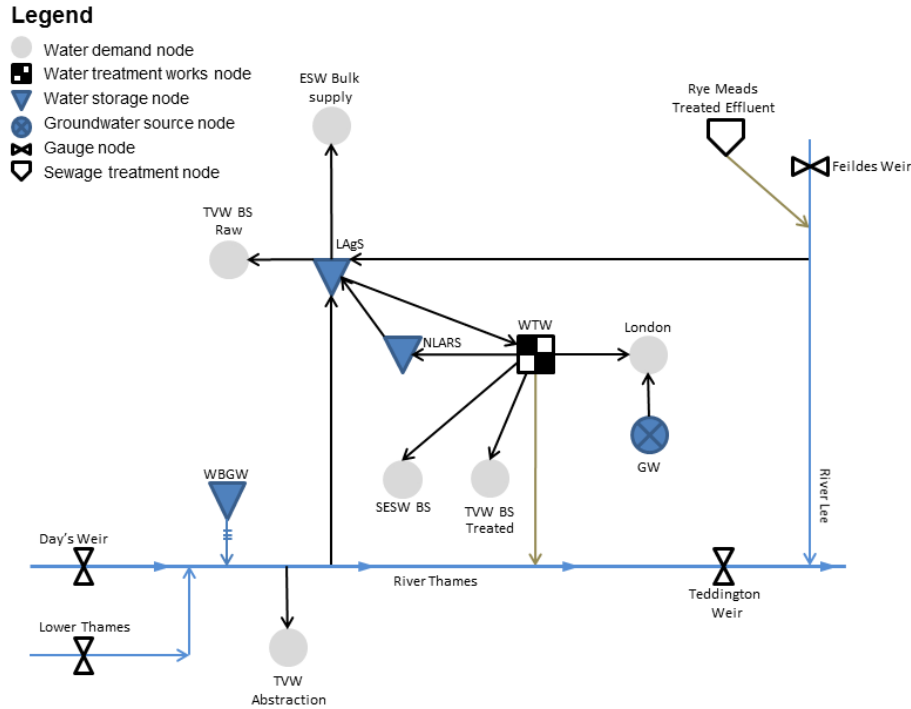 Legend
Water demand node
Water treatment works node
Water storage node
Groundwater source node
Gauge node
Sewage treatment node
ESW Bulk
supply
Rye Meads
Treated Effluent
Feildes Weir
TVW BS
Raw
LAgS
WTW
NLARS
London
GW
WBGW
SESW BS
TVW BS
Treated
River Lee
Day's Weir
River Thames
Teddington
Weir
Lower Thames
TVW
Abstraction